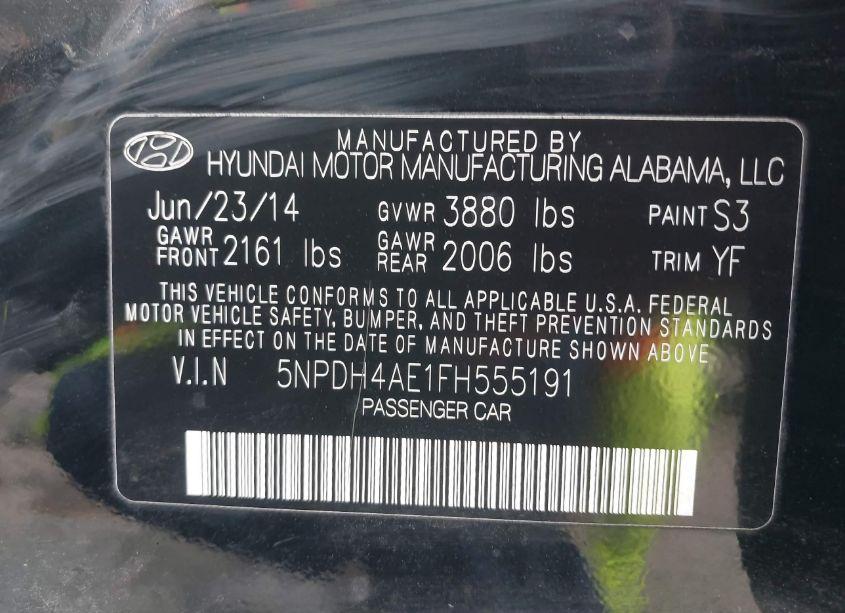 MANUFACTURED BY
HYUNDAI MOTOR MANUFACTURING ALABAMA, LLC
Jun/23/14 GVWR 3880 lbs PAINT S3
GAWR FRONT 2161 lbs GAWR REAR 2006 lbs TRIM YF
THIS VEHICLE CONFORMS TO ALL APPLICABLE U.S.A. FEDERAL
MOTOR VEHICLE SAFETY, BUMPER, AND THEFT PREVENTION STANDARDS
IN EFFECT ON THE DATE OF MANUFACTURE SHOWN ABOVE
V.I.N 5NPDH4AE1FH555191
PASSENGER CAR